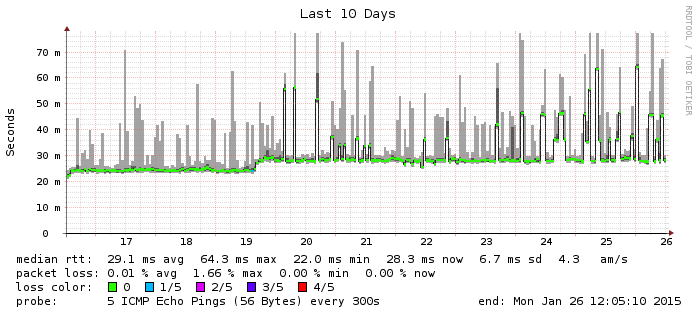 Last 10 Days
RRDTOOL / TOBI OETIKER
Seconds
70 m
60 m
50 m
40 m
30 m
20 m
10 m
0
17 18 19 20 21 22 23 24 25 26
median rtt: 29.1 ms avg 64.3 ms max 22.0 ms min 28.3 ms now 6.7 ms sd 4.3 am/s
packet loss: 0.01 % avg 1.66 % max 0.00 % min 0.00 % now
loss color: 0 1/5 2/5 3/5 4/5
probe: 5 ICMP Echo Pings (56 Bytes) every 300s end: Mon Jan 26 12:05:10 2015